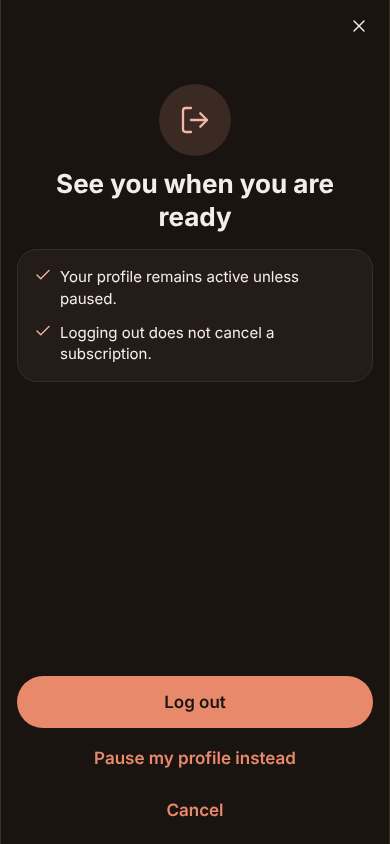 See you when you are
ready
Your profile remains active unless
paused.
Logging out does not cancel a
subscription.
Log out
Pause my profile instead
Cancel